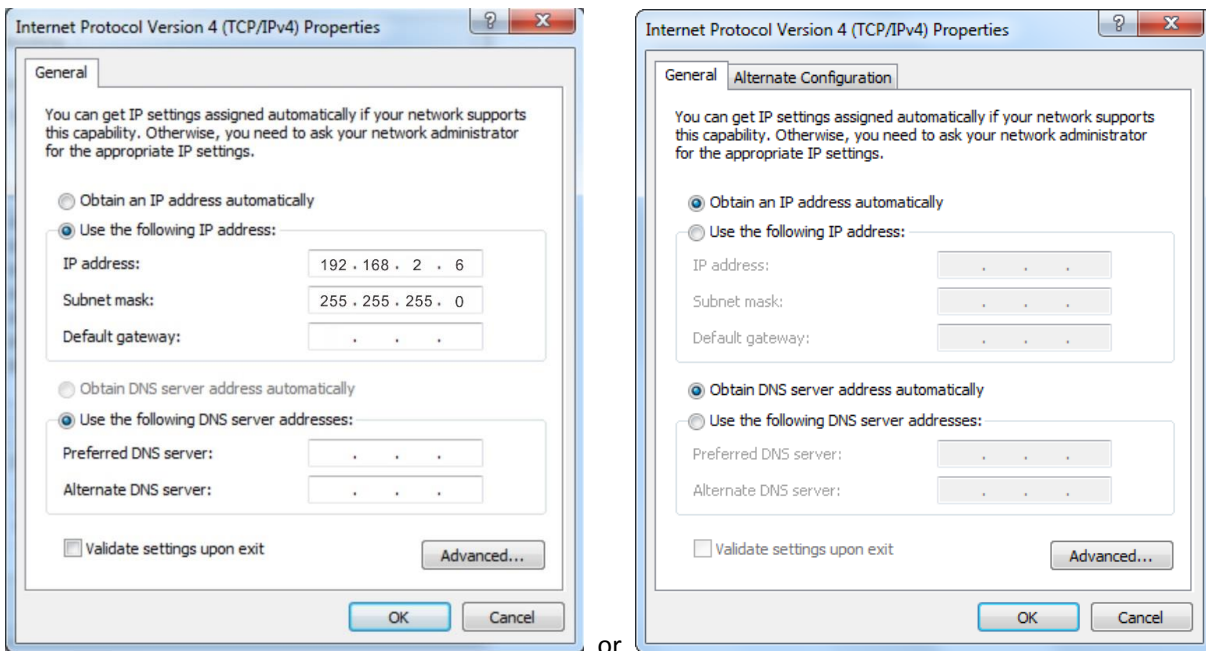 Internet Protocol Version 4 (TCP/IPv4) Properties
General
You can get IP settings assigned automatically if your network supports
this capability. Otherwise, you need to ask your network administrator
for the appropriate IP settings.
Obtain an IP address automatically
Use the following IP address:
IP address: 192 . 168 . 2 . 6
Subnet mask: 255 . 255 . 255 . 0
Default gateway: . . .
Obtain DNS server address automatically
Use the following DNS server addresses:
Preferred DNS server: . . .
Alternate DNS server: . . .
Validate settings upon exit
Advanced...
OK Cancel
or
Internet Protocol Version 4 (TCP/IPv4) Properties
General Alternate Configuration
You can get IP settings assigned automatically if your network supports
this capability. Otherwise, you need to ask your network administrator
for the appropriate IP settings.
Obtain an IP address automatically
Use the following IP address:
IP address: . . .
Subnet mask: . . .
Default gateway: . . .
Obtain DNS server address automatically
Use the following DNS server addresses:
Preferred DNS server: . . .
Alternate DNS server: . . .
Validate settings upon exit
Advanced...
OK Cancel